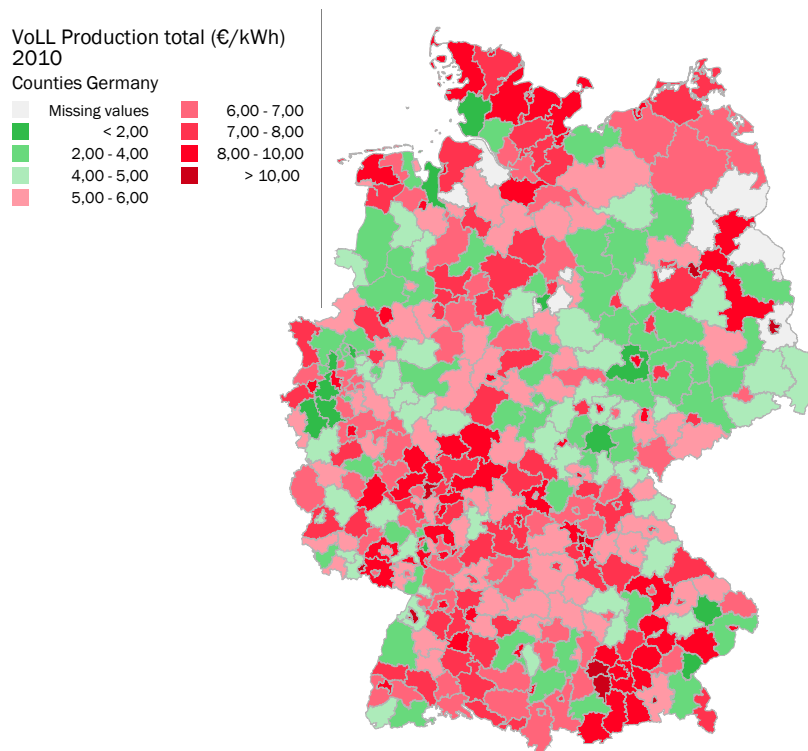 VoLL Production total (€/kWh)
2010
Counties Germany
Missing values
< 2,00
2,00 - 4,00
4,00 - 5,00
5,00 - 6,00
6,00 - 7,00
7,00 - 8,00
8,00 - 10,00
> 10,00